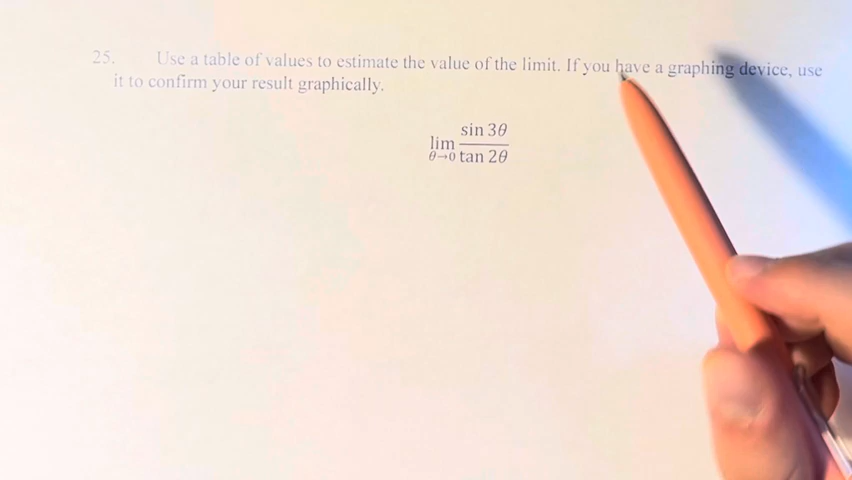 25. Use a table of values to estimate the value of the limit. If you have a graphing device, use
it to confirm your result graphically.
sin 3θ
lim
θ→0 tan 2θ